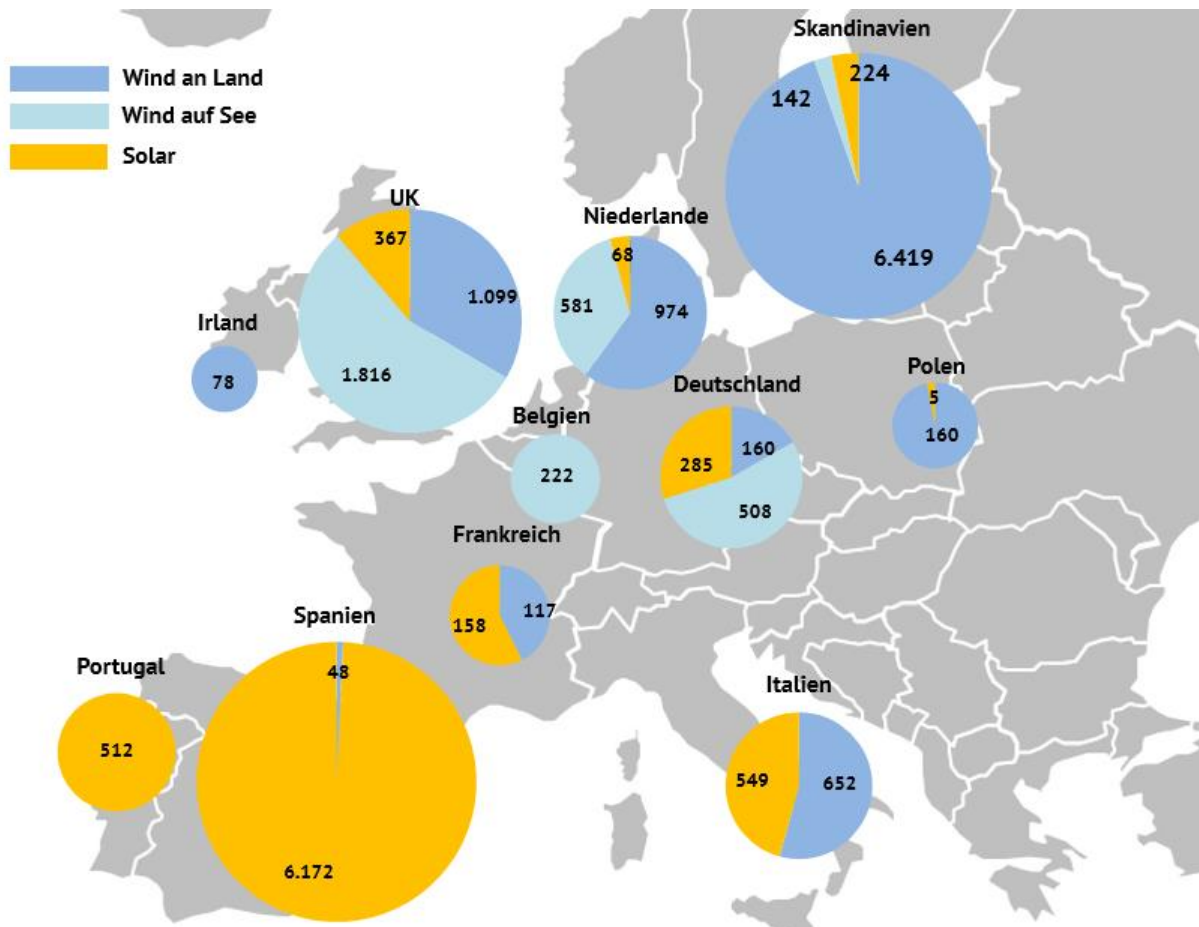 Wind an Land
Wind auf See
Solar
Skandinavien
224
142
6.419
UK
367
1.099
1.816
Niederlande
68
581
974
Irland
78
Deutschland
160
285
508
Polen
5
160
Belgien
222
Frankreich
117
158
Spanien
48
6.172
Portugal
512
Italien
549
652